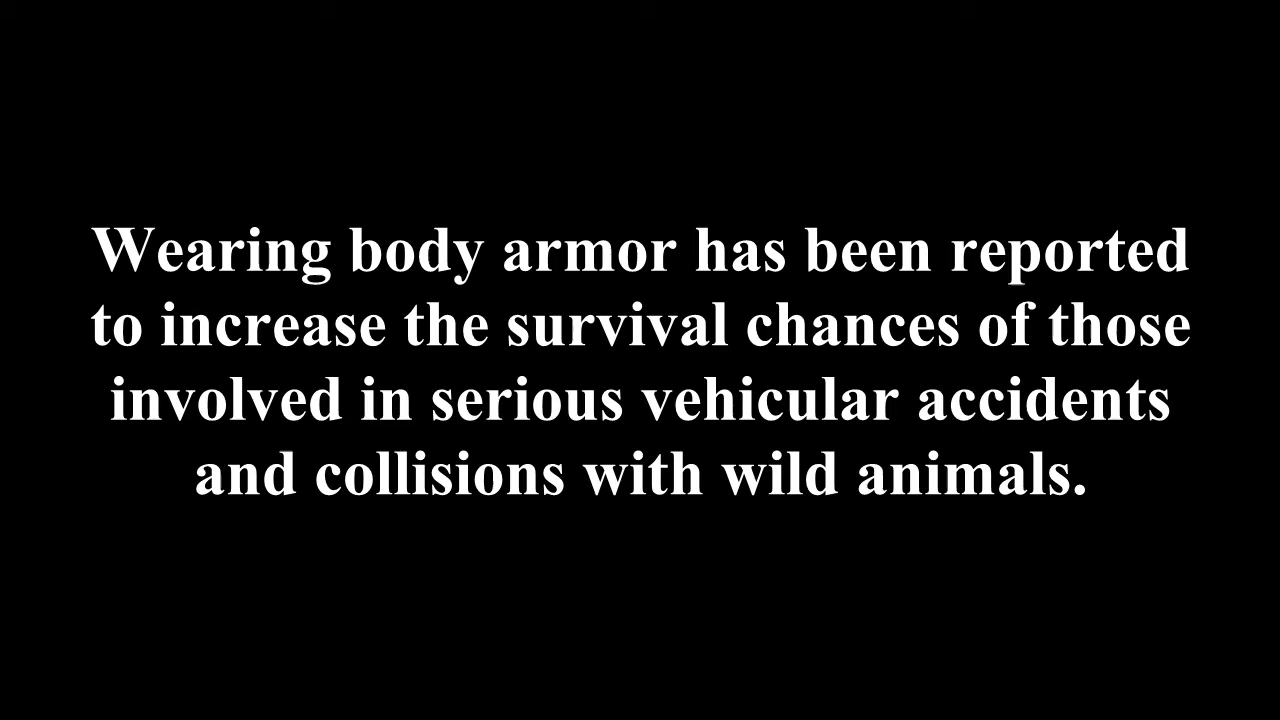 Wearing body armor has been reported
to increase the survival chances of those
involved in serious vehicular accidents
and collisions with wild animals.